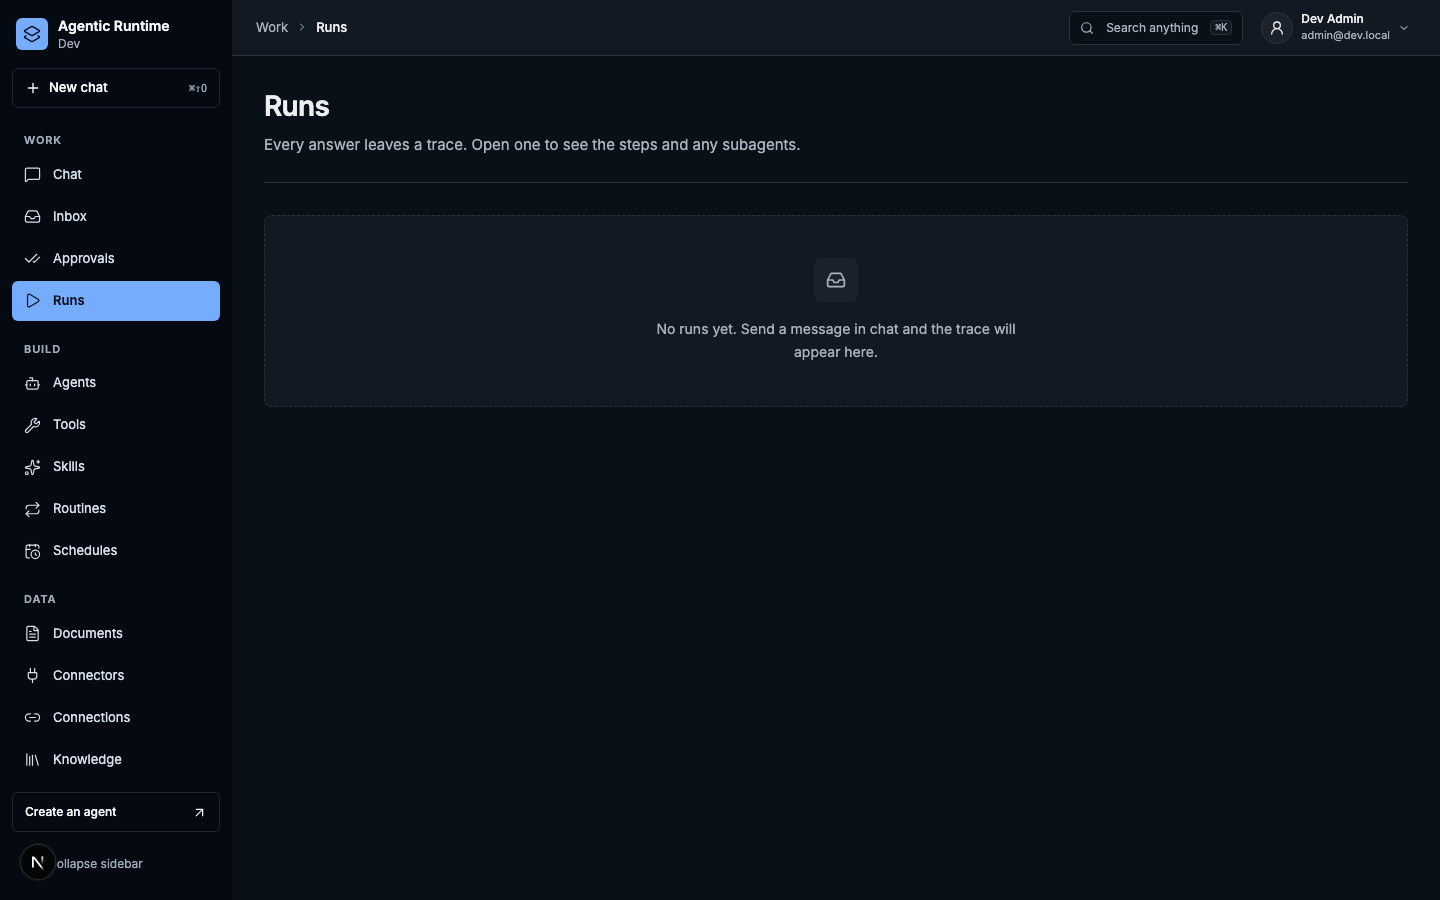 Agentic Runtime
Dev
New chat ⌘⇧O
WORK
Chat
Inbox
Approvals
Runs
BUILD
Agents
Tools
Skills
Routines
Schedules
DATA
Documents
Connectors
Connections
Knowledge
Create an agent
N
ollapse sidebar
Work > Runs
Search anything ⌘K
Dev Admin
admin@dev.local
Runs
Every answer leaves a trace. Open one to see the steps and any subagents.
No runs yet. Send a message in chat and the trace will
appear here.